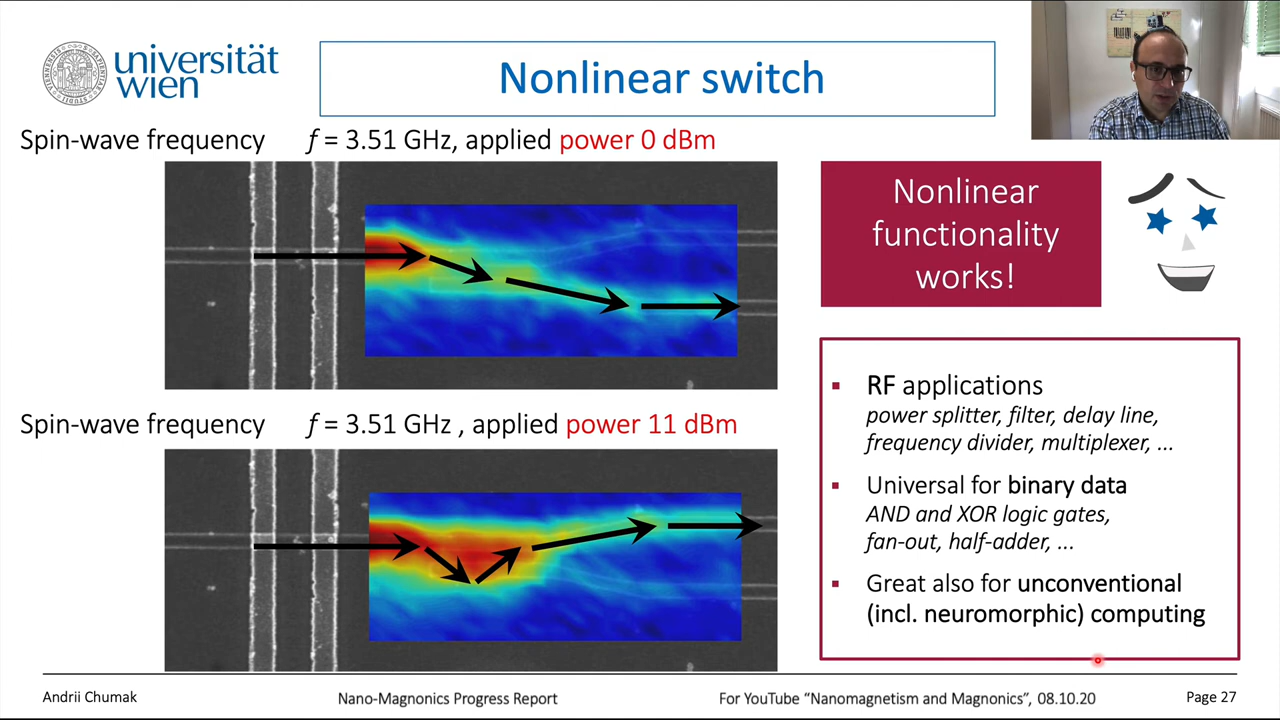 universität
wien
Nonlinear switch
Spin-wave frequency f = 3.51 GHz, applied power 0 dBm
Nonlinear
functionality
works!
Spin-wave frequency f = 3.51 GHz , applied power 11 dBm
▪ RF applications
power splitter, filter, delay line,
frequency divider, multiplexer, ...
▪ Universal for binary data
AND and XOR logic gates,
fan-out, half-adder, ...
▪ Great also for unconventional
(incl. neuromorphic) computing
Andrii Chumak Nano-Magnonics Progress Report For YouTube “Nanomagnetism and Magnonics”, 08.10.20 Page 27